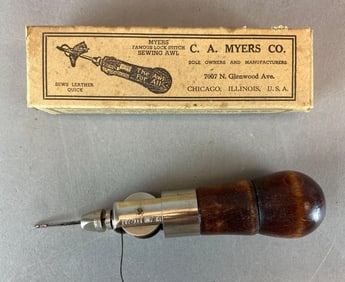 MYERS
FAMOUS LOCK STITCH
SEWING AWL
The Awl
For All
SEWS LEATHER
QUICK
C. A. MYERS CO.
SOLE OWNERS AND MANUFACTURERS
7007 N. Glenwood Ave.
CHICAGO, ILLINOIS, U. S. A.